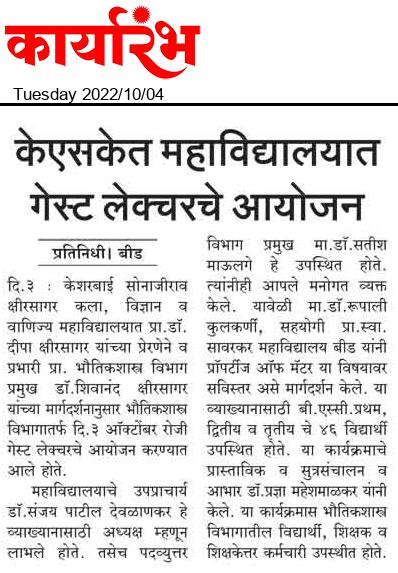 कार्यारंभ
Tuesday 2022/10/04
केएसकेत महाविद्यालयात
गेस्ट लेक्चरचे आयोजन
प्रतिनिधी। बीड
दि.३ : केशरबाई सोनाजीराव
क्षीरसागर कला, विज्ञान व
वाणिज्य महाविद्यालयात प्रा.डॉ.
दीपा क्षीरसागर यांच्या प्रेरणेने व
प्रभारी प्रा. भौतिकशास्त्र विभाग
प्रमुख डॉ.शिवानंद क्षीरसागर
यांच्या मार्गदर्शनानुसार भौतिकशास्त्र
विभागातर्फ दि.३ ऑक्टोंबर रोजी
गेस्ट लेक्चरचे आयोजन करण्यात
आले होते.
महाविद्यालयाचे उपप्राचार्य
डॉ.संजय पाटील देवळाणकर हे
व्याख्यानासाठी अध्यक्ष म्हणून
लाभले होते. तसेच पदव्युत्तर
विभाग प्रमुख मा.डॉ.सतीश
माऊलगे हे उपस्थित होते.
त्यांनीही आपले मनोगत व्यक्त
केले. यावेळी मा.डॉ.रूपाली
कुलकर्णी, सहयोगी प्रा.स्वा.
सावरकर महाविद्यालय बीड यांनी
प्रॉपर्टीज ऑफ मॅटर या विषयावर
सविस्तर असे मार्गदर्शन केले. या
व्याख्यानासाठी बी.एस्सी.प्रथम,
द्वितीय व तृतीय चे ४६ विद्यार्थी
उपस्थित होते. या कार्यक्रमाचे
प्रास्ताविक व सुत्रसंचालन व
आभार डॉ.प्रज्ञा महेशमाळकर यांनी
केले. या कार्यक्रमास भौतिकशास्त्र
विभागातील विद्यार्थी, शिक्षक व
शिक्षकेत्तर कर्मचारी उपस्थीत होते.